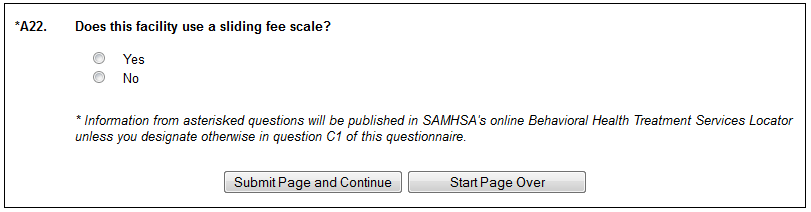 *A22. Does this facility use a sliding fee scale?
Yes
No
* Information from asterisked questions will be published in SAMHSA's online Behavioral Health Treatment Services Locator
unless you designate otherwise in question C1 of this questionnaire.
Submit Page and Continue Start Page Over